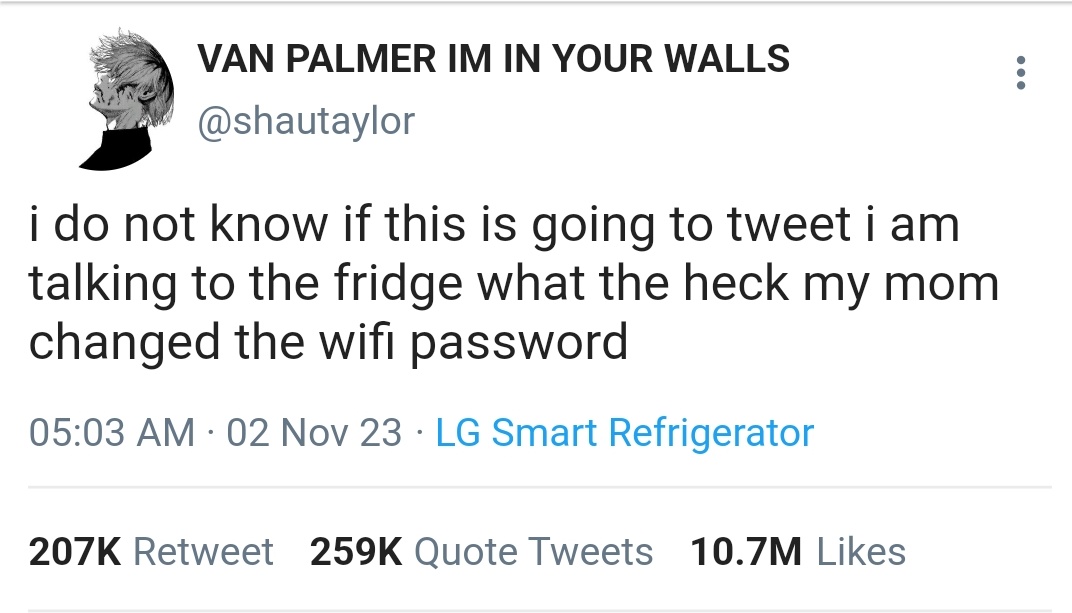 VAN PALMER IM IN YOUR WALLS
@shautaylor
i do not know if this is going to tweet i am
talking to the fridge what the heck my mom
changed the wifi password
05:03 AM · 02 Nov 23 · LG Smart Refrigerator
207K Retweet 259K Quote Tweets 10.7M Likes